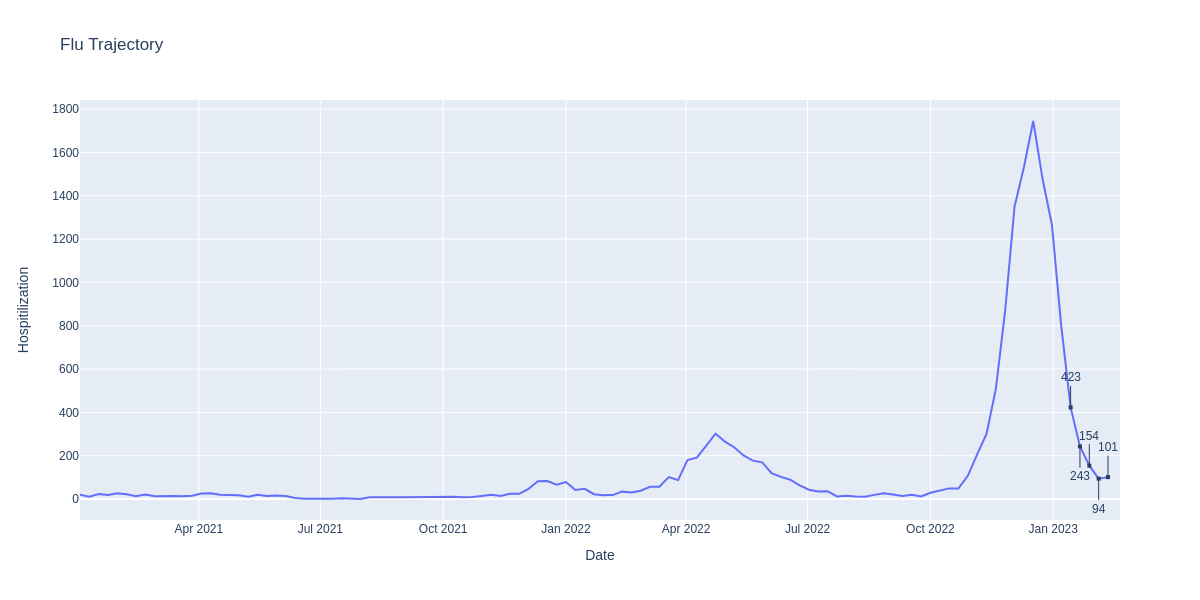 Flu Trajectory
Hospitilization
1800
1600
1400
1200
1000
800
600
400
200
0
423
243
154
94
101
Apr 2021
Jul 2021
Oct 2021
Jan 2022
Apr 2022
Jul 2022
Oct 2022
Jan 2023
Date